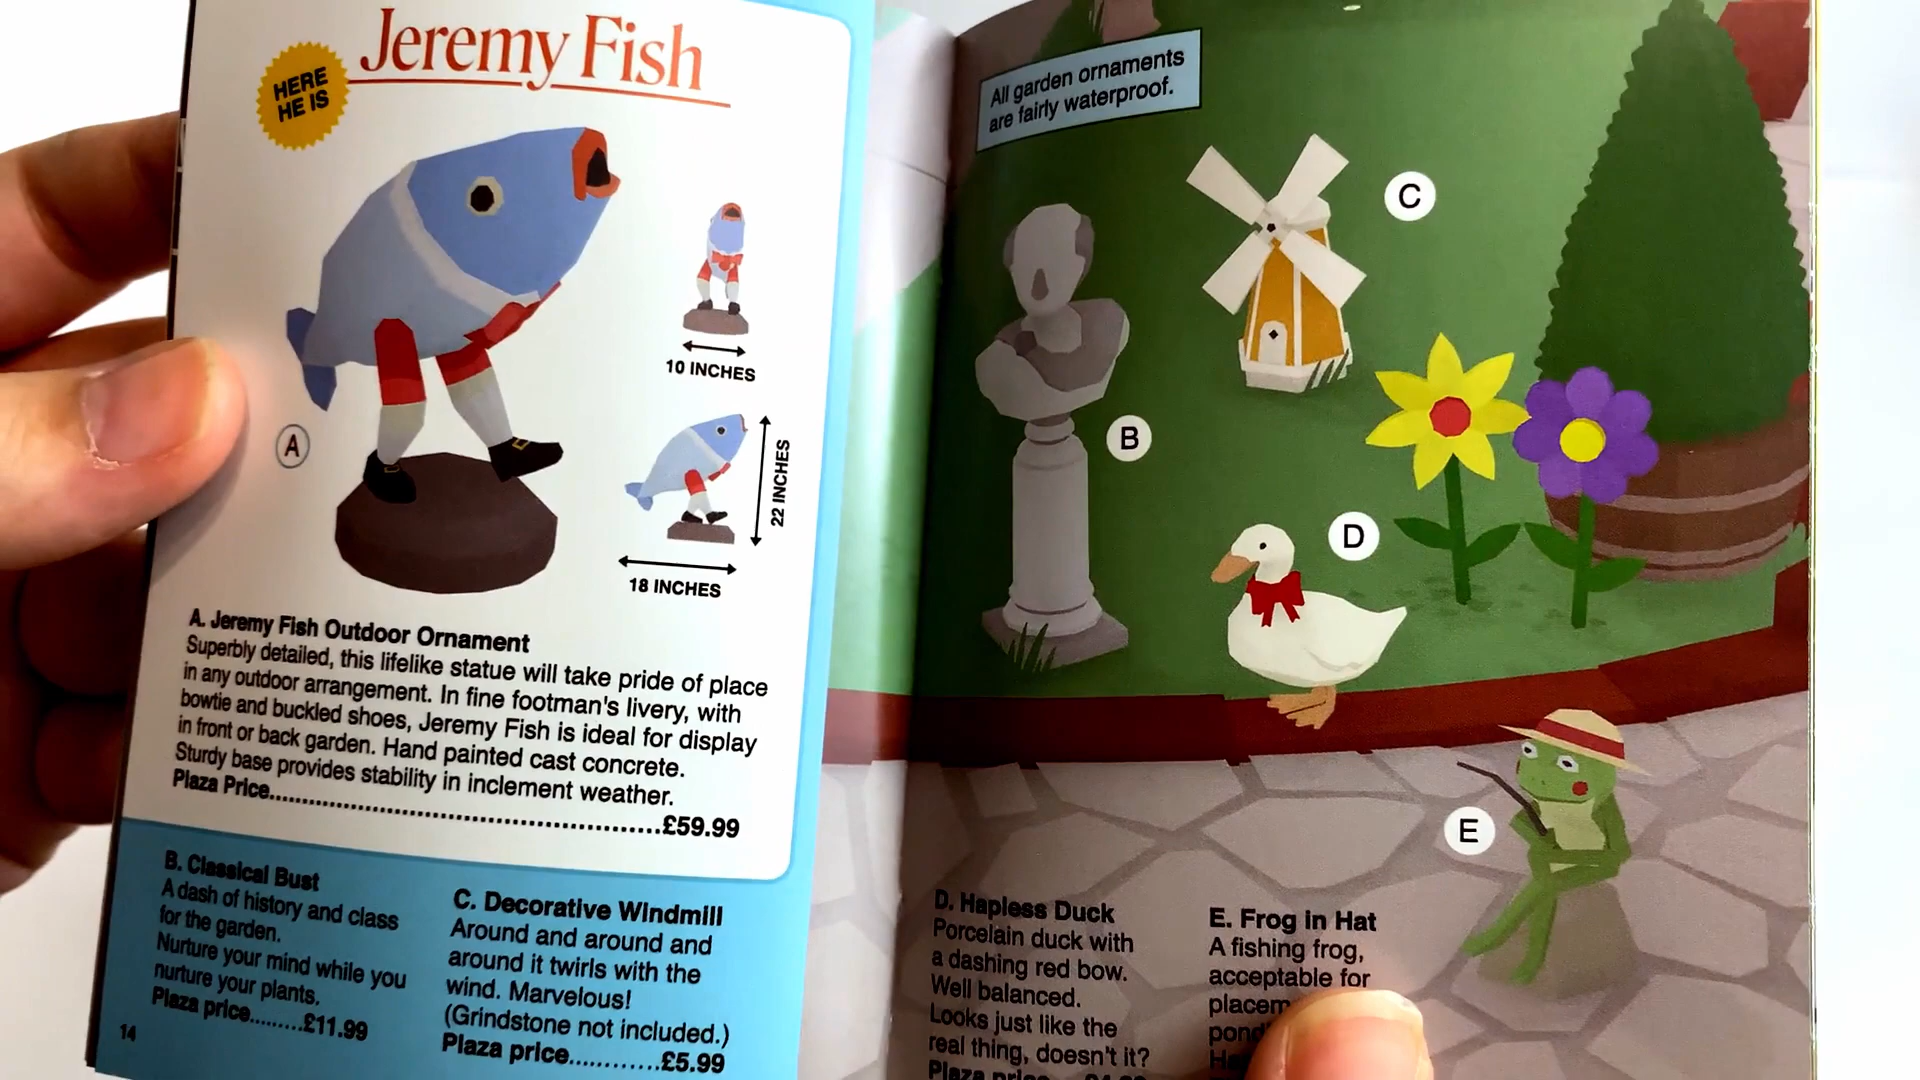 Jeremy Fish
HERE
HE IS
10 INCHES
22 INCHES
18 INCHES
A
A. Jeremy Fish Outdoor Ornament
Superbly detailed, this lifelike statue will take pride of place
in any outdoor arrangement. In fine footman's livery, with
bowtie and buckled shoes, Jeremy Fish is ideal for display
in front or back garden. Hand painted cast concrete.
Sturdy base provides stability in inclement weather.
Plaza Price............................................................£59.99
B. Classical Bust
A dash of history and class
for the garden.
Nurture your mind while you
nurture your plants.
Plaza price.........£11.99
C. Decorative Windmill
Around and around and
around it twirls with the
wind. Marvelous!
(Grindstone not included.)
Plaza price............£5.99
14
All garden ornaments
are fairly waterproof.
C
B
D
E
D. Hapless Duck
Porcelain duck with
a dashing red bow.
Well balanced.
Looks just like the
real thing, doesn't it?
Plaza price
E. Frog in Hat
A fishing frog,
acceptable for